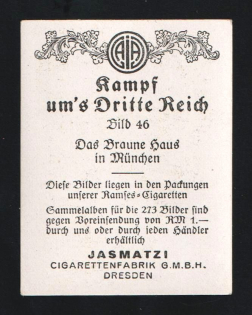 AIA
Kampf
um's Dritte Reich
Bild 46
Das Braune Haus
in München
Diese Bilder liegen in den Packungen
unserer Ramses-Cigaretten
Sammelalben für die 273 Bilder sind
gegen Voreinsendung von RM 1.—
durch uns oder durch jeden Händler
erhältlich
JASMATZI
CIGARETTENFABRIK G.M.B.H.
DRESDEN